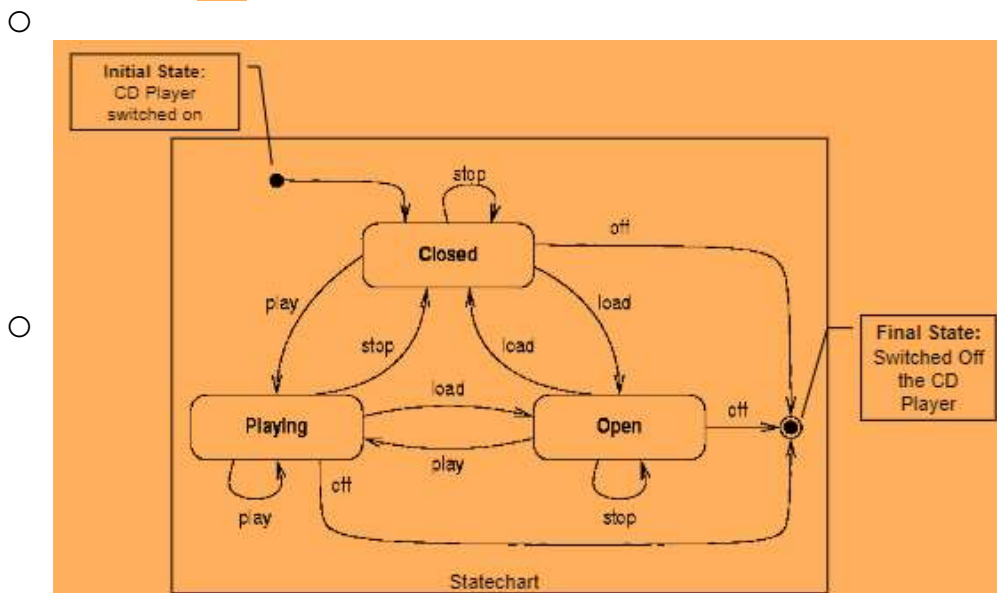 Initial State:
CD Player
switched on
stop
Closed
off
play
load
stop
load
Final State:
Switched Off
the CD
Player
load
Playing
Open
off
play
off
play
stop
Statechart